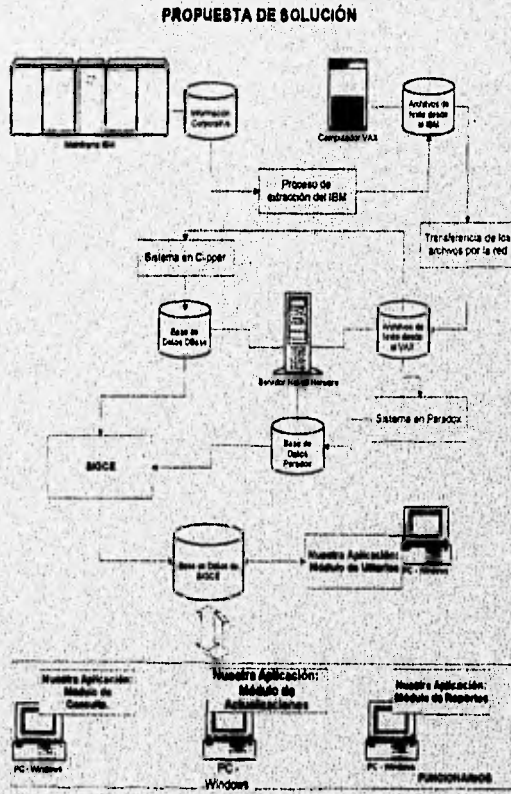 PROPUESTA DE SOLUCIÓN
Mainframe IBM
Información
Corporativa
Computador VAX
Archivos de
texto desde
el IBM
Proceso de
extracción del IBM
Transferencia de los
archivos por la red
Sistema en Clipper
Base de
Datos DBase
Servidor Novell Netware
Archivos de
texto desde
el VAX
Sistema en Paradox
Base de
Datos
Paradox
SIGCE
Base de Datos de
SIGCE
Nuestra Aplicación:
Módulo de Utilerías
PC - Windows
Nuestra Aplicación:
Módulo de
Consulta.
PC - Windows
Nuestra Aplicación:
Módulo de
Actualizaciones
PC -
Windows
Nuestra Aplicación:
Módulo de Reportes
PC - Windows
FUNCIONARIOS